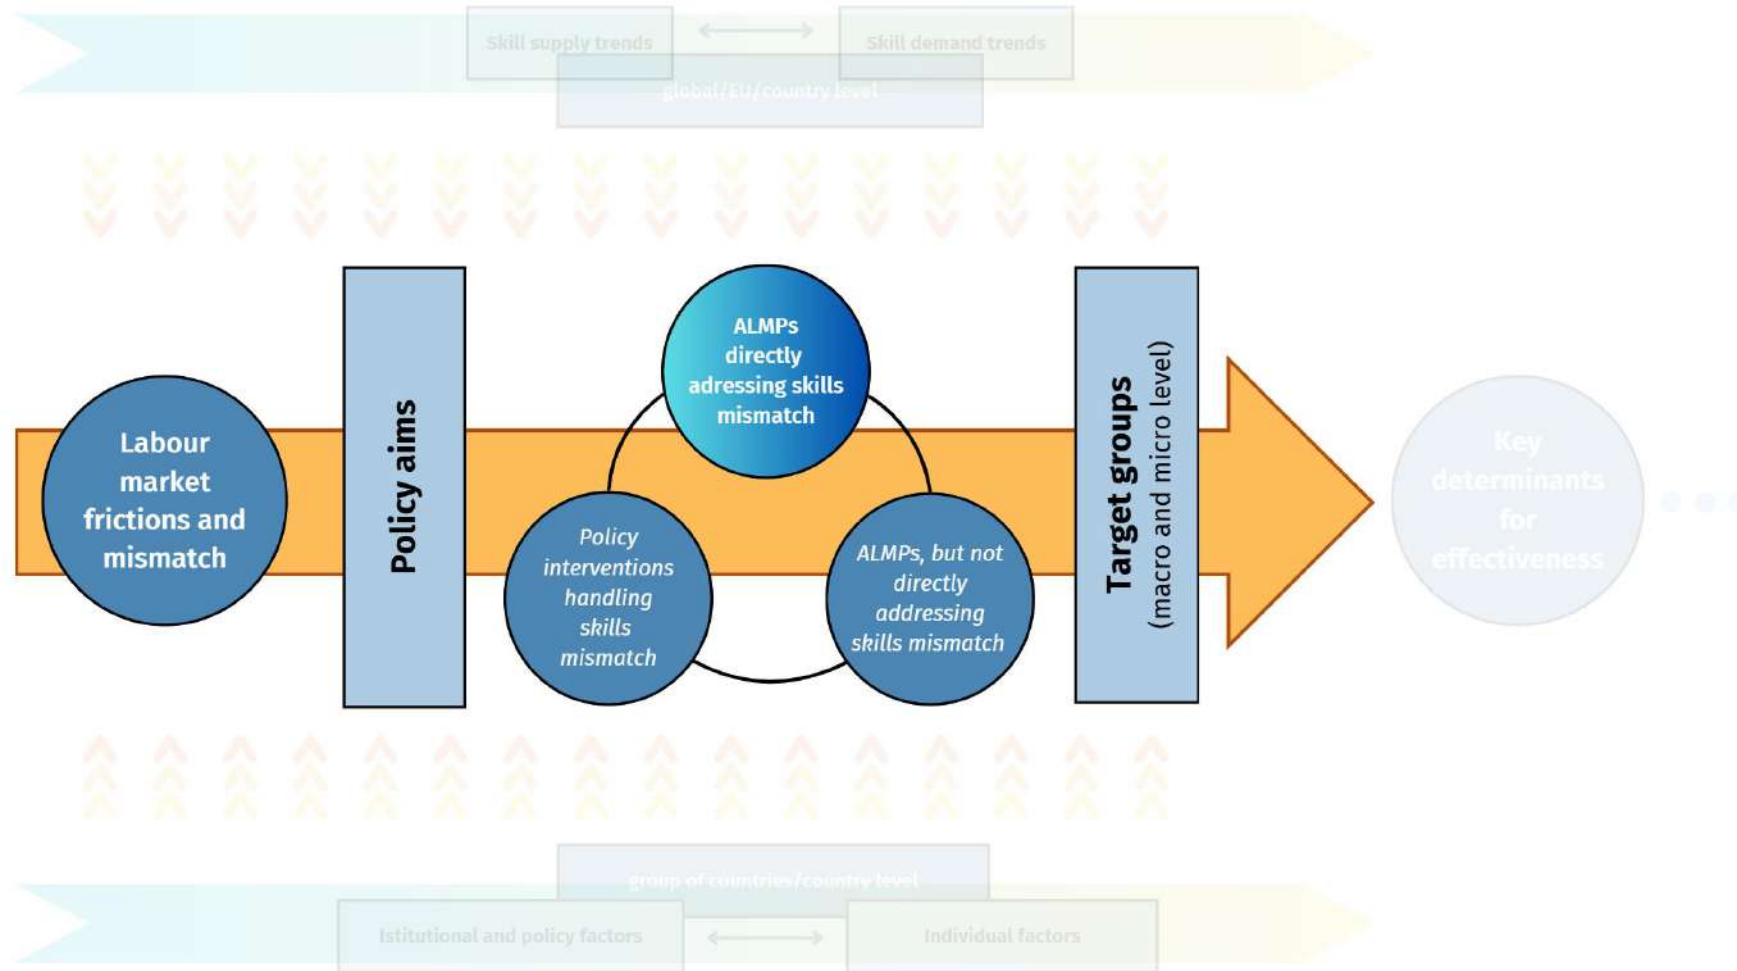 Skill supply trends
Skill demand trends
global/EU/country level
Labour
market
frictions and
mismatch
Policy aims
ALMPs
directly
adressing skills
mismatch
Policy
interventions
handling
skills
mismatch
ALMPs, but not
directly
addressing
skills mismatch
Target groups
(macro and micro level)
Key
determinants
for
effectiveness
group of countries/country level
Istitutional and policy factors
Individual factors